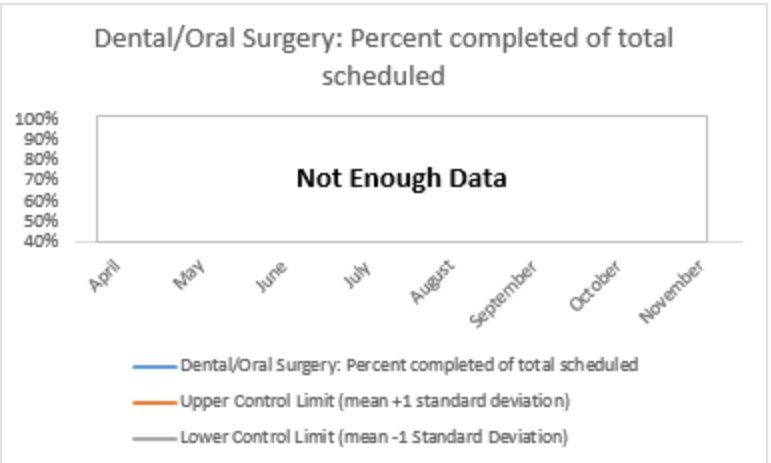 Dental/Oral Surgery: Percent completed of total
scheduled
100%
90%
80%
70%
60%
50%
40%
Not Enough Data
April
May
June
July
August
September
October
November
Dental/Oral Surgery: Percent completed of total scheduled
Upper Control Limit (mean +1 standard deviation)
Lower Control Limit (mean -1 Standard Deviation)